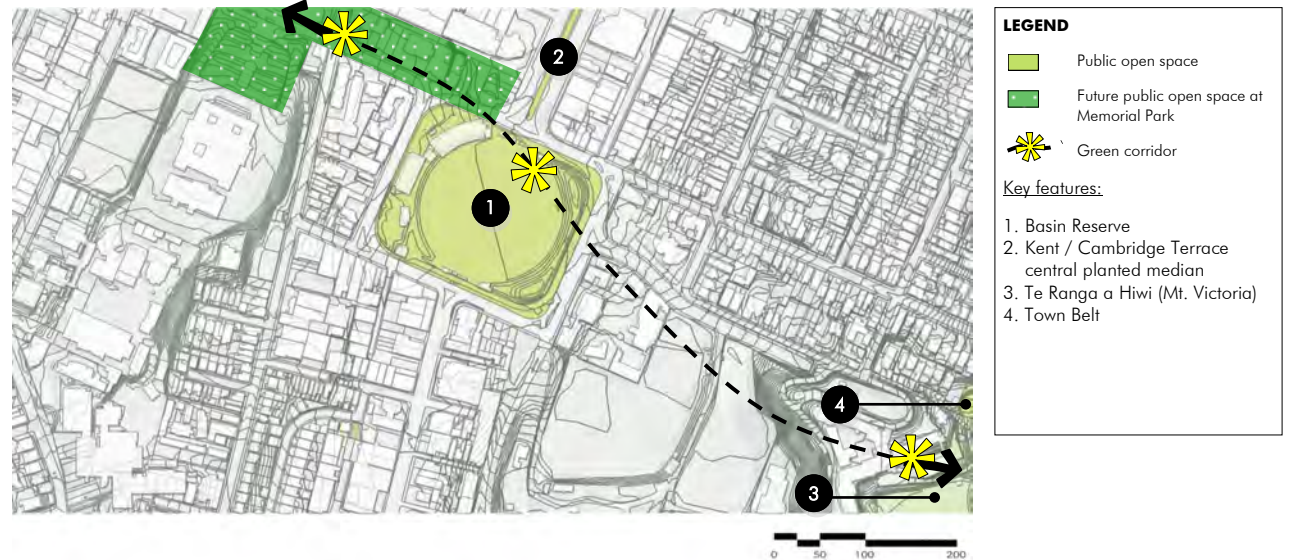 2
1
4
3
0 50 100 200
LEGEND
Public open space
Future public open space at
Memorial Park
Green corridor
Key features:
1. Basin Reserve
2. Kent / Cambridge Terrace
central planted median
3. Te Ranga a Hiwi (Mt. Victoria)
4. Town Belt